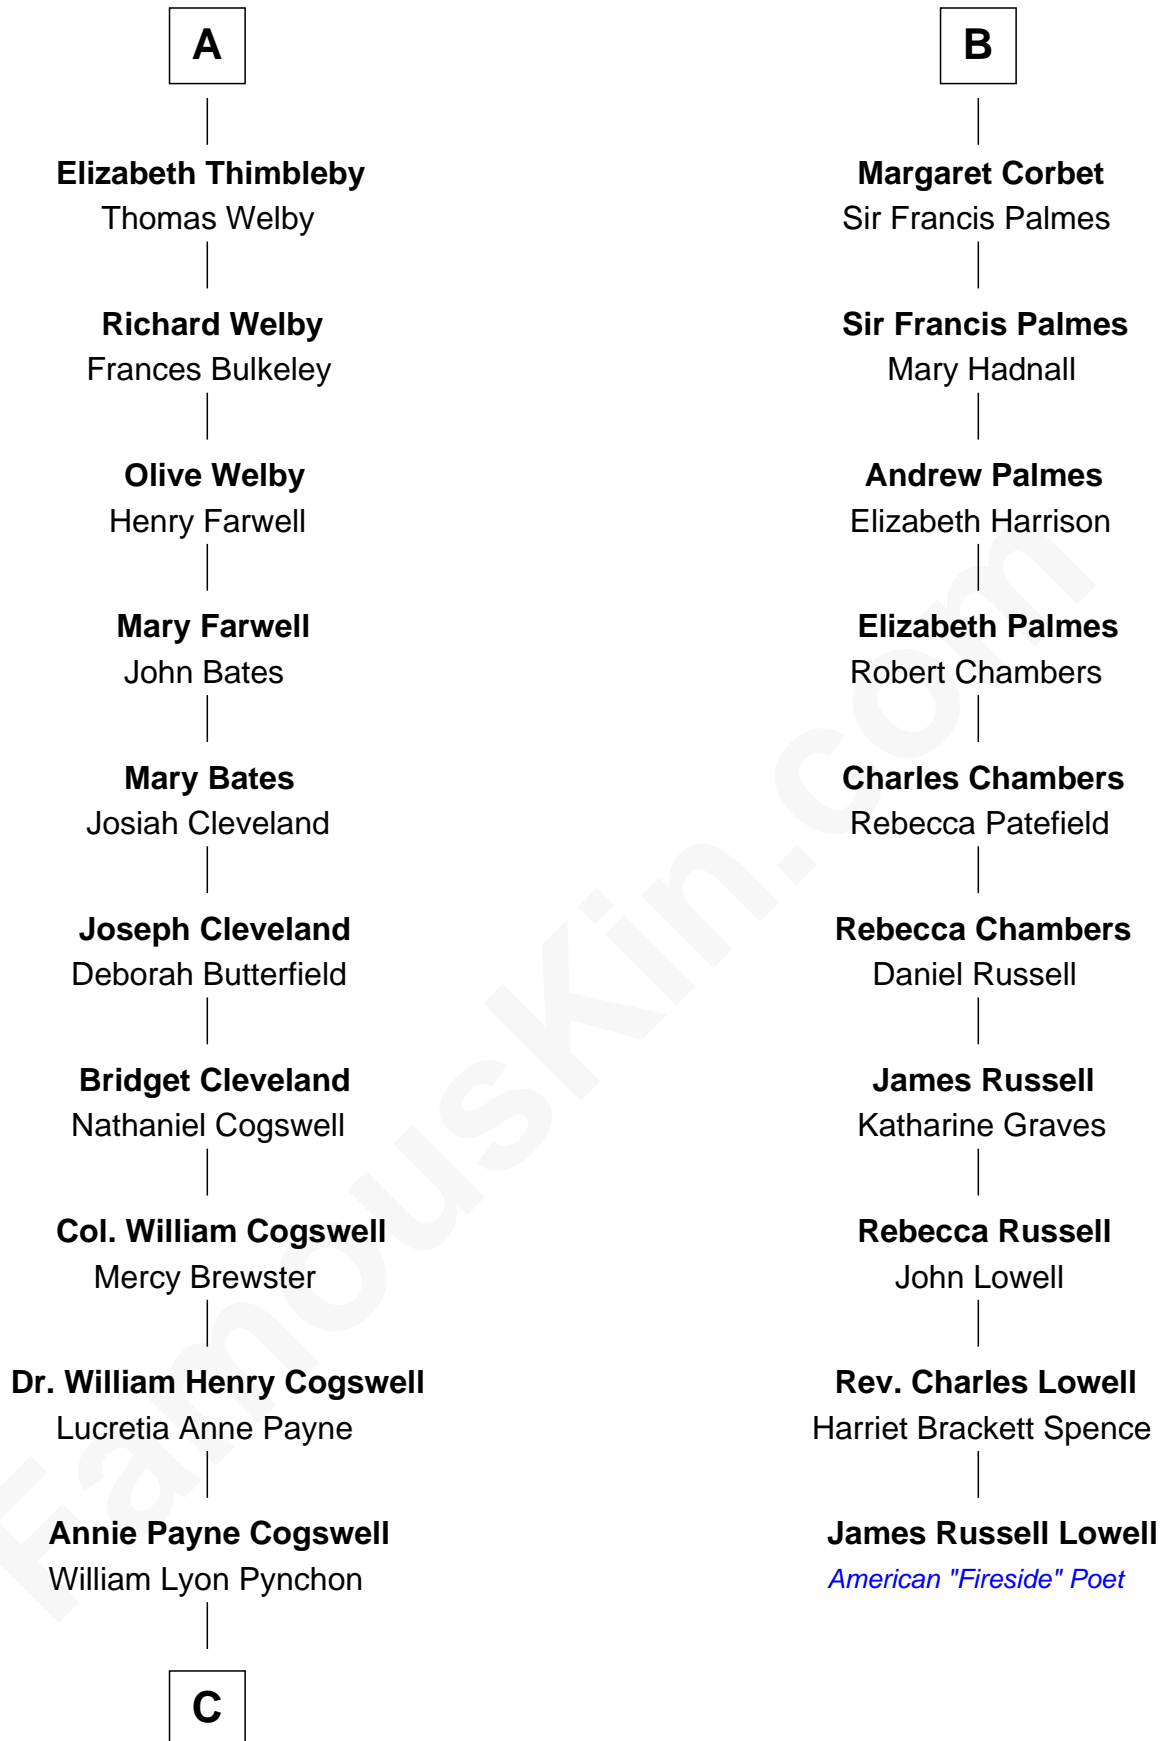 A
Elizabeth Thimbleby
Thomas Welby
Richard Welby
Frances Bulkeley
Olive Welby
Henry Farwell
Mary Farwell
John Bates
Mary Bates
Josiah Cleveland
Joseph Cleveland
Deborah Butterfield
Bridget Cleveland
Nathaniel Cogswell
Col. William Cogswell
Mercy Brewster
Dr. William Henry Cogswell
Lucretia Anne Payne
Annie Payne Cogswell
William Lyon Pynchon
C
B
Margaret Corbet
Sir Francis Palmes
Sir Francis Palmes
Mary Hadnall
Andrew Palmes
Elizabeth Harrison
Elizabeth Palmes
Robert Chambers
Charles Chambers
Rebecca Patefield
Rebecca Chambers
Daniel Russell
James Russell
Katharine Graves
Rebecca Russell
John Lowell
Rev. Charles Lowell
Harriet Brackett Spence
James Russell Lowell
American "Fireside" Poet
FamousKin.com